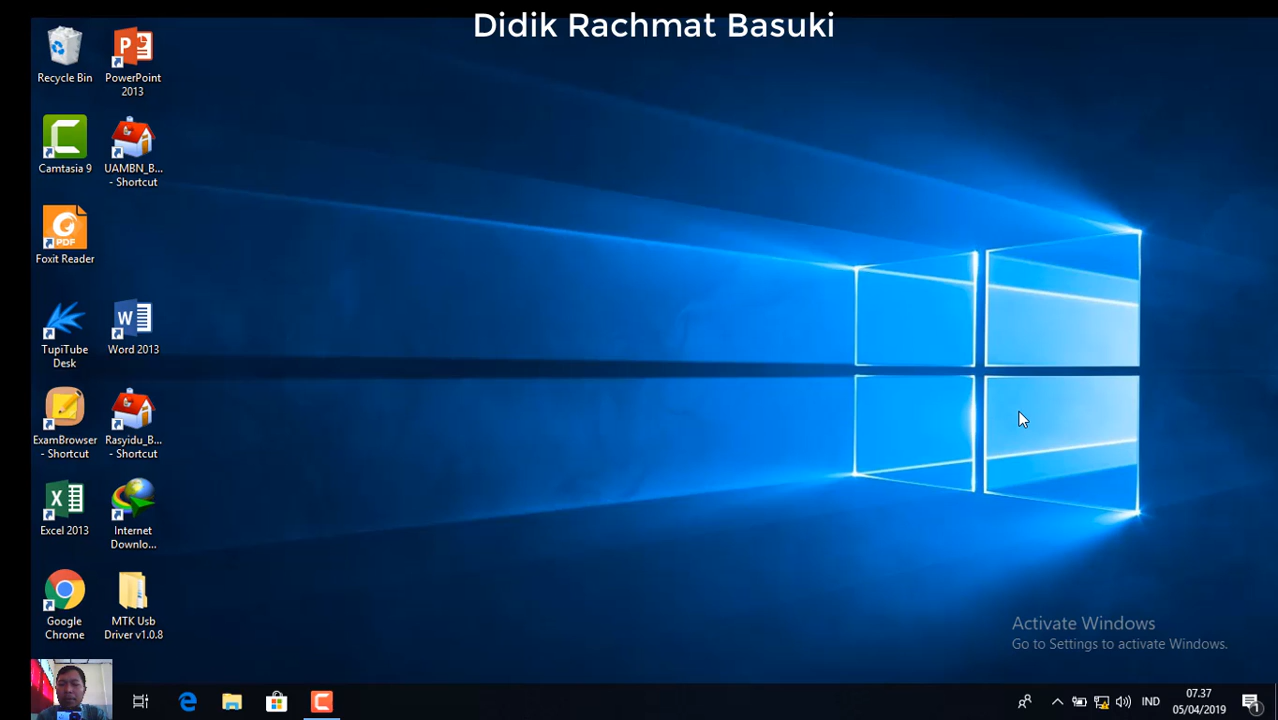 Didik Rachmat Basuki
Recycle Bin
PowerPoint
2013
Camtasia 9
UAMBN_B...
- Shortcut
PDF
Foxit Reader
TupiTube
Desk
Word 2013
ExamBrowser
- Shortcut
Rasyidu_B...
- Shortcut
Excel 2013
Internet
Downlo...
Google
Chrome
MTK Usb
Driver v1.0.8
Activate Windows
Go to Settings to activate Windows.
IND
07.37
05/04/2019
1